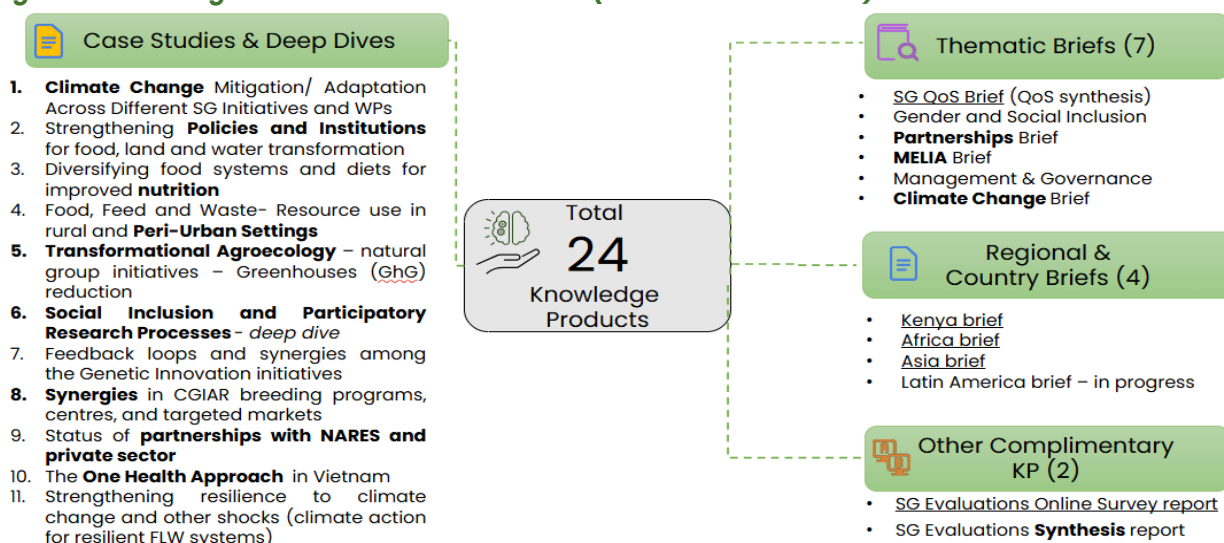 Case Studies & Deep Dives
1. Climate Change Mitigation/ Adaptation
Across Different SG Initiatives and WPs
2. Strengthening Policies and Institutions
for food, land and water transformation
3. Diversifying food systems and diets for
improved nutrition
4. Food, Feed and Waste- Resource use in
rural and Peri-Urban Settings
5. Transformational Agroecology – natural
group initiatives – Greenhouses (GhG)
reduction
6. Social Inclusion and Participatory
Research Processes - deep dive
7. Feedback loops and synergies among
the Genetic Innovation initiatives
8. Synergies in CGIAR breeding programs,
centres, and targeted markets
9. Status of partnerships with NARES and
private sector
10. The One Health Approach in Vietnam
11. Strengthening resilience to climate
change and other shocks (climate action
for resilient FLW systems)
Total
24
Knowledge
Products
Thematic Briefs (7)
• SG QoS Brief (QoS synthesis)
• Gender and Social Inclusion
• Partnerships Brief
• MELIA Brief
• Management & Governance
• Climate Change Brief
Regional &
Country Briefs (4)
• Kenya brief
• Africa brief
• Asia brief
• Latin America brief – in progress
Other Complimentary
KP (2)
• SG Evaluations Online Survey report
• SG Evaluations Synthesis report